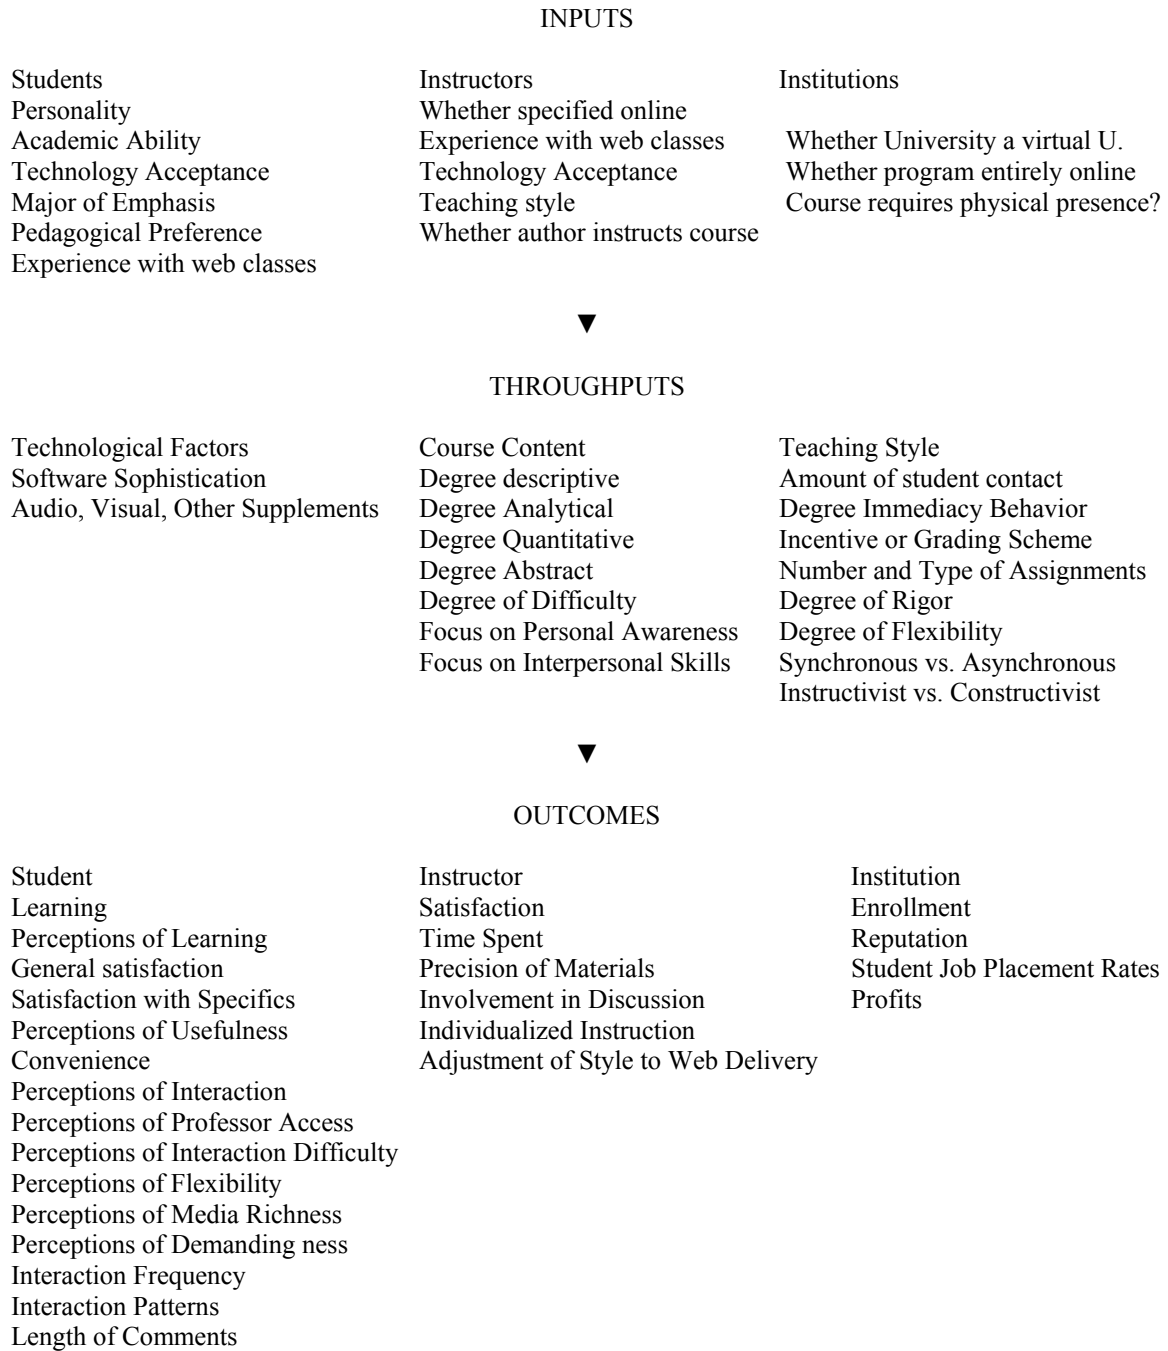 INPUTS
Students Instructors Institutions
Personality Whether specified online
Academic Ability Experience with web classes Whether University a virtual U.
Technology Acceptance Technology Acceptance Whether program entirely online
Major of Emphasis Teaching style Course requires physical presence?
Pedagogical Preference Whether author instructs course
Experience with web classes
▼
THROUGHPUTS
Technological Factors Course Content Teaching Style
Software Sophistication Degree descriptive Amount of student contact
Audio, Visual, Other Supplements Degree Analytical Degree Immediacy Behavior
Degree Quantitative Incentive or Grading Scheme
Degree Abstract Number and Type of Assignments
Degree of Difficulty Degree of Rigor
Focus on Personal Awareness Degree of Flexibility
Focus on Interpersonal Skills Synchronous vs. Asynchronous
Instructivist vs. Constructivist
▼
OUTCOMES
Student Instructor Institution
Learning Satisfaction Enrollment
Perceptions of Learning Time Spent Reputation
General satisfaction Precision of Materials Student Job Placement Rates
Satisfaction with Specifics Involvement in Discussion Profits
Perceptions of Usefulness Individualized Instruction
Convenience Adjustment of Style to Web Delivery
Perceptions of Interaction
Perceptions of Professor Access
Perceptions of Interaction Difficulty
Perceptions of Flexibility
Perceptions of Media Richness
Perceptions of Demanding ness
Interaction Frequency
Interaction Patterns
Length of Comments